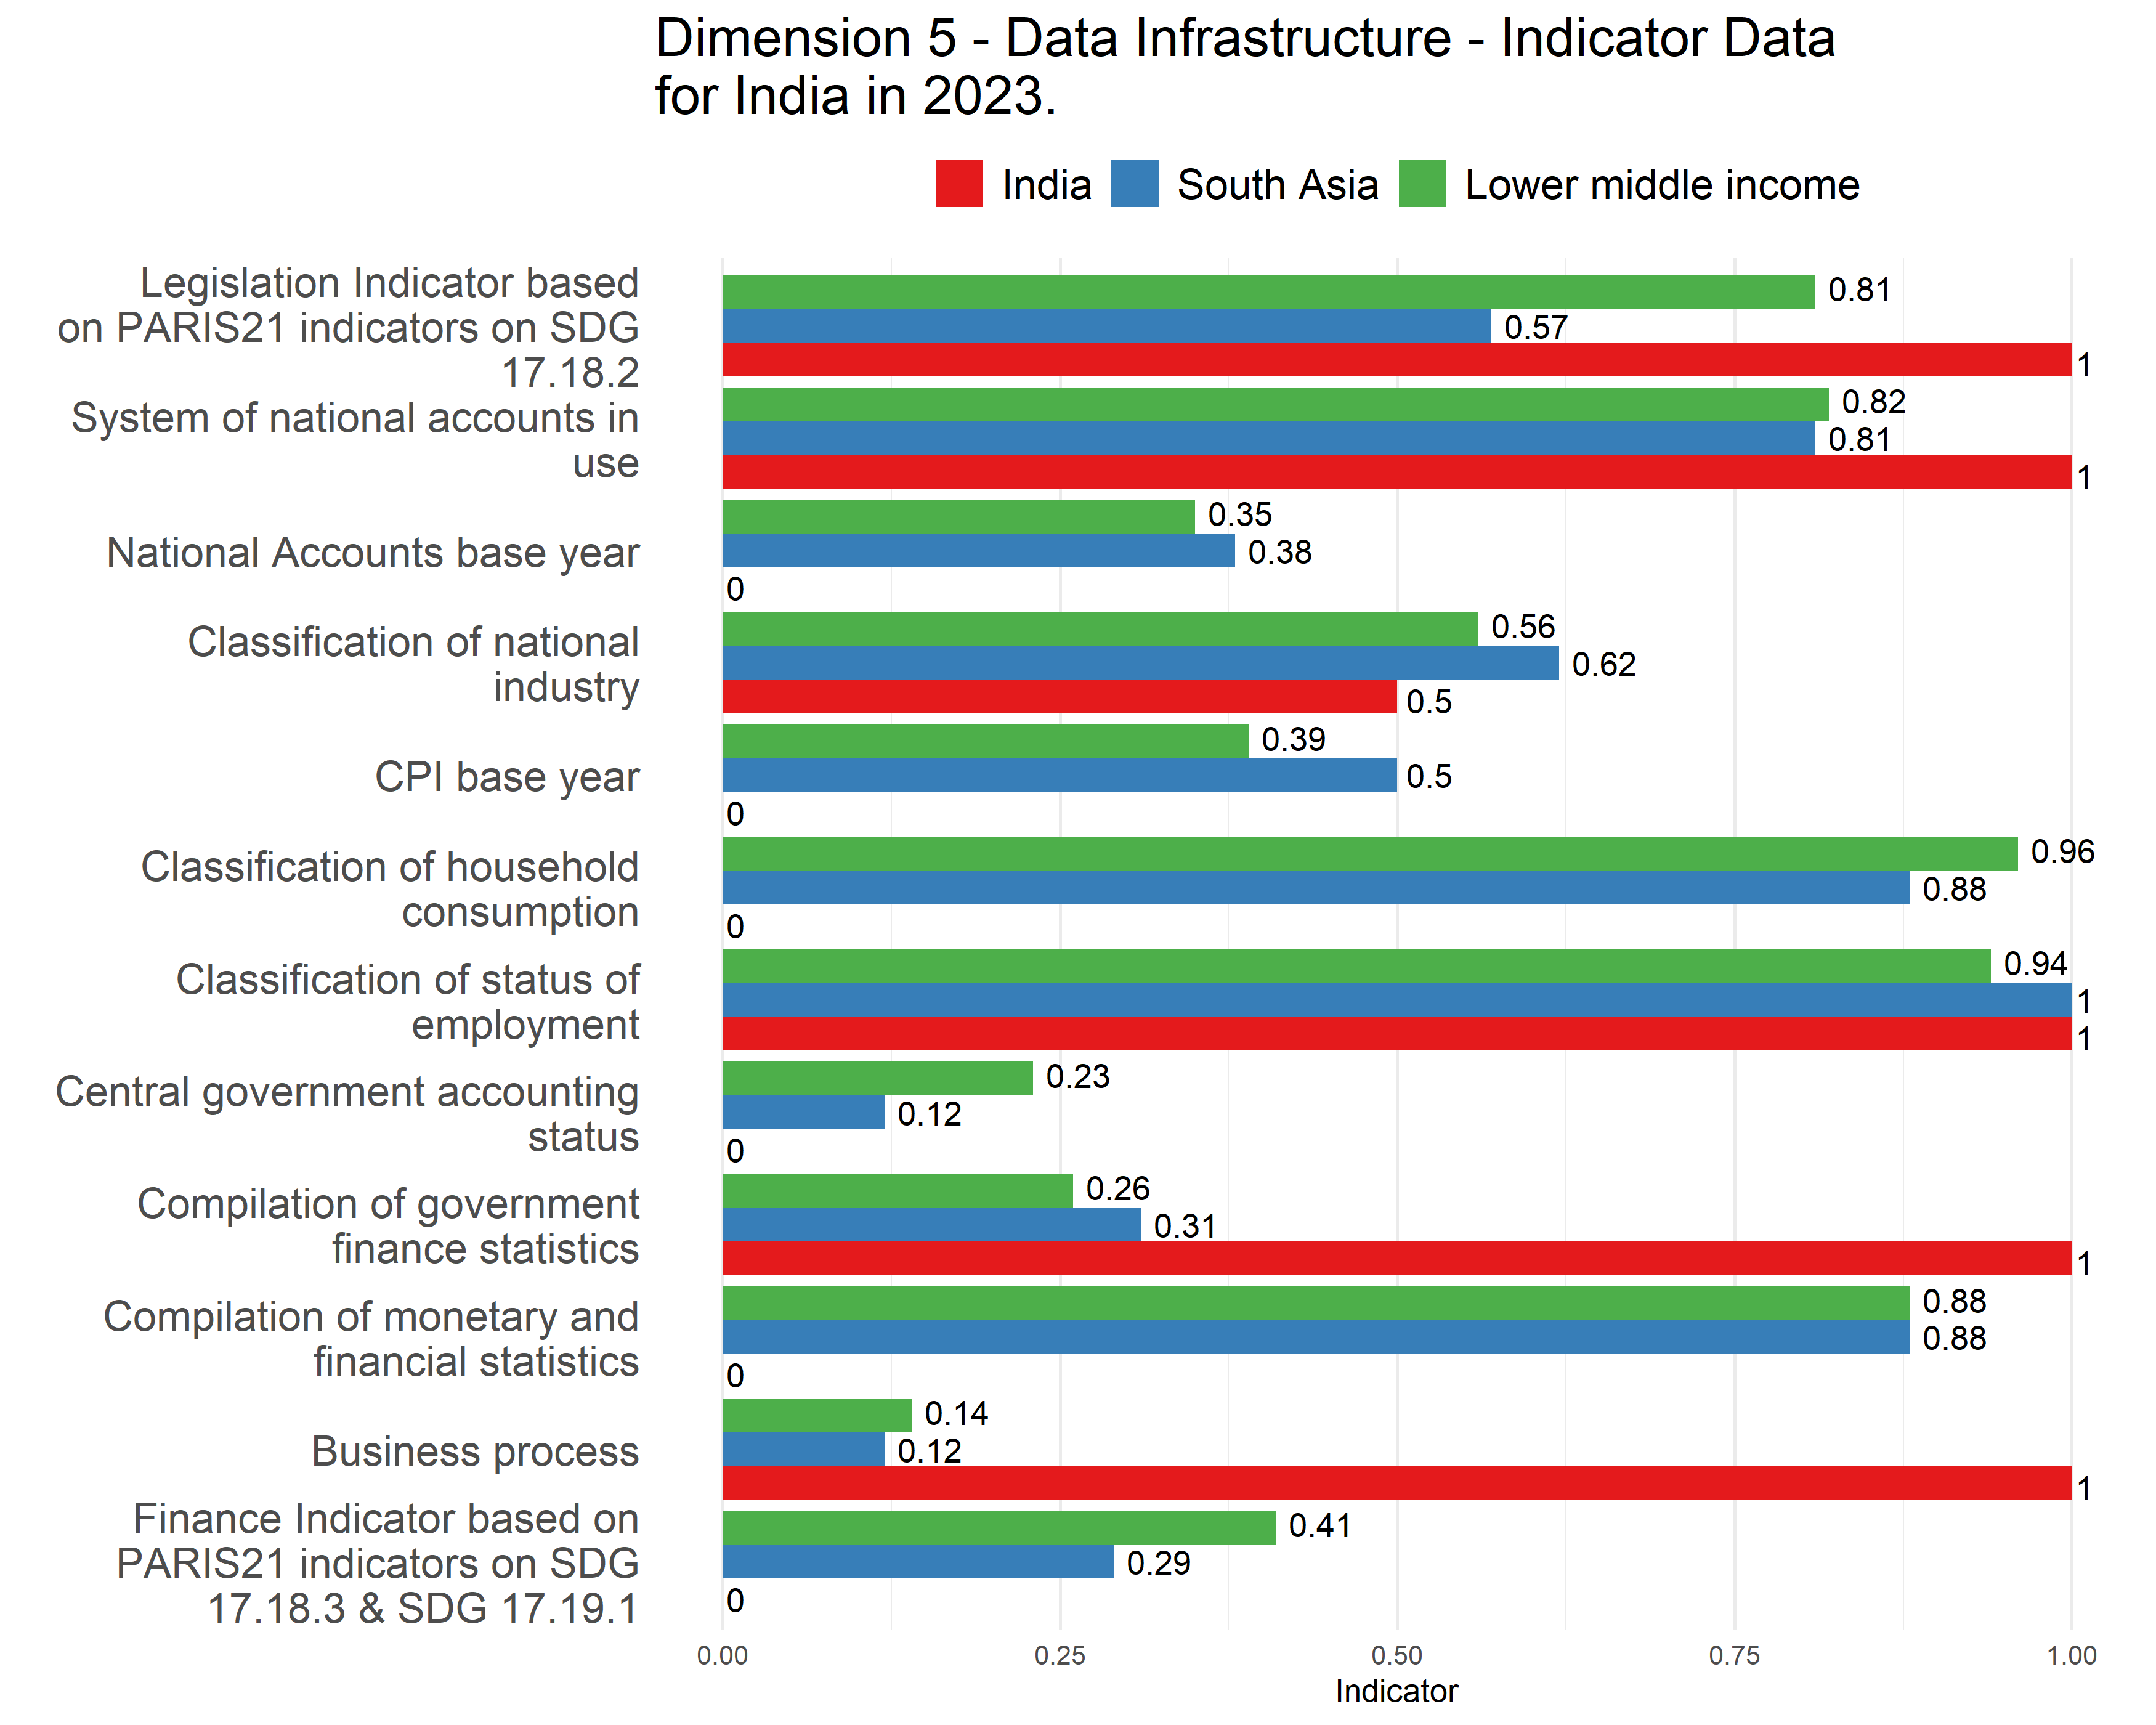 Dimension 5 - Data Infrastructure - Indicator Data
for India in 2023.
India South Asia Lower middle income
Legislation Indicator based
on PARIS21 indicators on SDG
17.18.2
0.81
0.57
1
System of national accounts in
use
0.82
0.81
1
National Accounts base year
0.35
0.38
0
Classification of national
industry
0.56
0.62
0.5
CPI base year
0.39
0.5
0
Classification of household
consumption
0.96
0.88
0
Classification of status of
employment
0.94
1
1
Central government accounting
status
0.23
0.12
0
Compilation of government
finance statistics
0.26
0.31
1
Compilation of monetary and
financial statistics
0.88
0.88
0
Business process
0.14
0.12
1
Finance Indicator based on
PARIS21 indicators on SDG
17.18.3 & SDG 17.19.1
0.41
0.29
0
0.00 0.25 0.50 0.75 1.00
Indicator